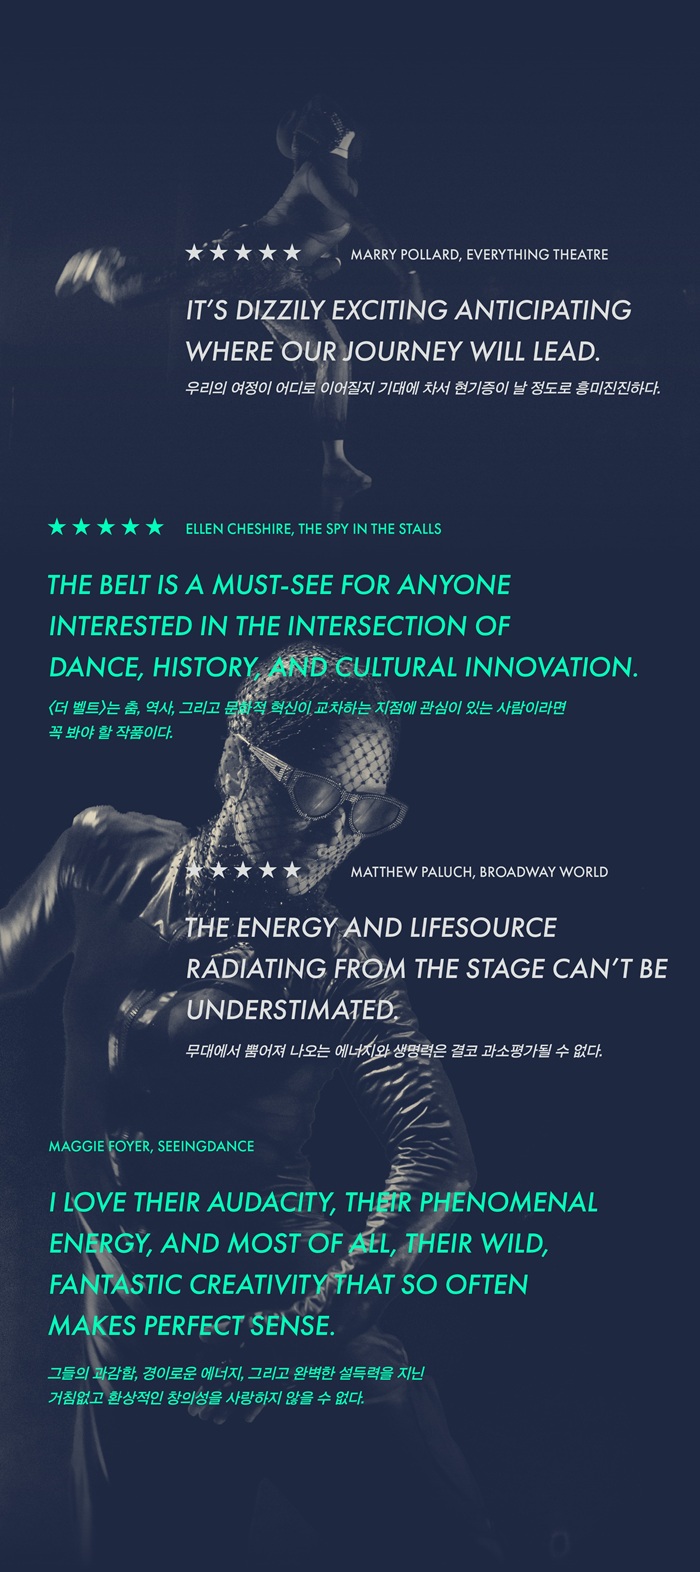 ★★★★★ MARRY POLLARD, EVERYTHING THEATRE
IT'S DIZZILY EXCITING ANTICIPATING
WHERE OUR JOURNEY WILL LEAD.
우리의 여정이 어디로 이어질지 기대에 차서 현기증이 날 정도로 흥미진진하다.
★★★★★ ELLEN CHESHIRE, THE SPY IN THE STALLS
THE BELT IS A MUST-SEE FOR ANYONE
INTERESTED IN THE INTERSECTION OF
DANCE, HISTORY, AND CULTURAL INNOVATION.
〈더 벨트〉는 춤, 역사, 그리고 문화적 혁신이 교차하는 지점에 관심이 있는 사람이라면
꼭 봐야 할 작품이다.
★★★★★ MATTHEW PALUCH, BROADWAY WORLD
THE ENERGY AND LIFESOURCE
RADIATING FROM THE STAGE CAN'T BE
UNDERSTIMATED.
무대에서 뿜어져 나오는 에너지와 생명력은 결코 과소평가될 수 없다.
MAGGIE FOYER, SEEINGDANCE
I LOVE THEIR AUDACITY, THEIR PHENOMENAL
ENERGY, AND MOST OF ALL, THEIR WILD,
FANTASTIC CREATIVITY THAT SO OFTEN
MAKES PERFECT SENSE.
그들의 과감함, 경이로운 에너지, 그리고 완벽한 설득력을 지닌
거침없고 환상적인 창의성을 사랑하지 않을 수 없다.